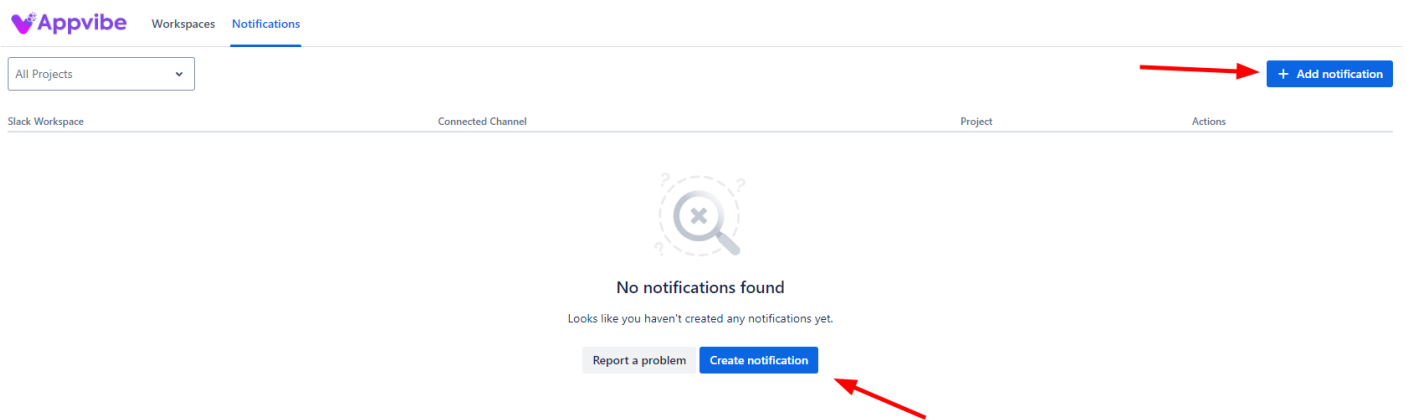 Appvibe Workspaces Notifications
All Projects
+ Add notification
Slack Workspace Connected Channel Project Actions
? ?
?
No notifications found
Looks like you haven't created any notifications yet.
Report a problem Create notification